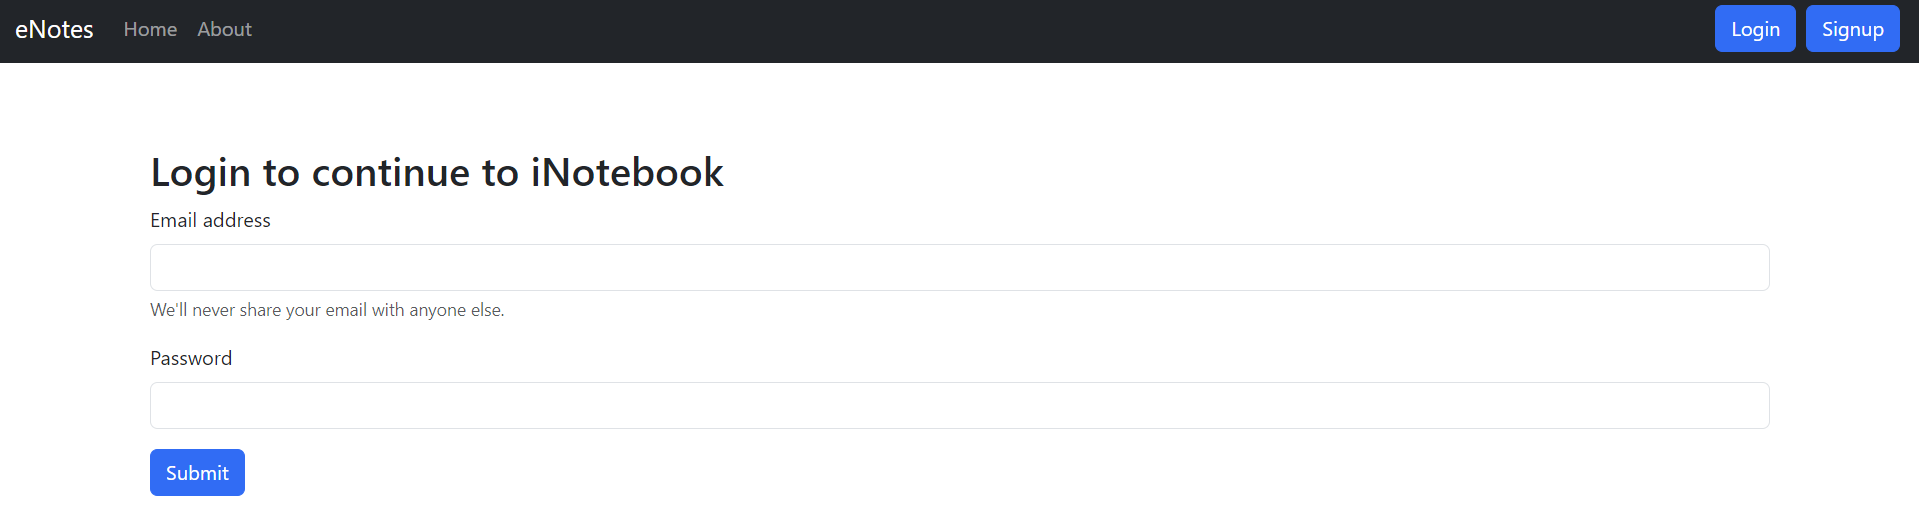 eNotes Home About Login Signup
Login to continue to iNotebook
Email address
We'll never share your email with anyone else.
Password
Submit